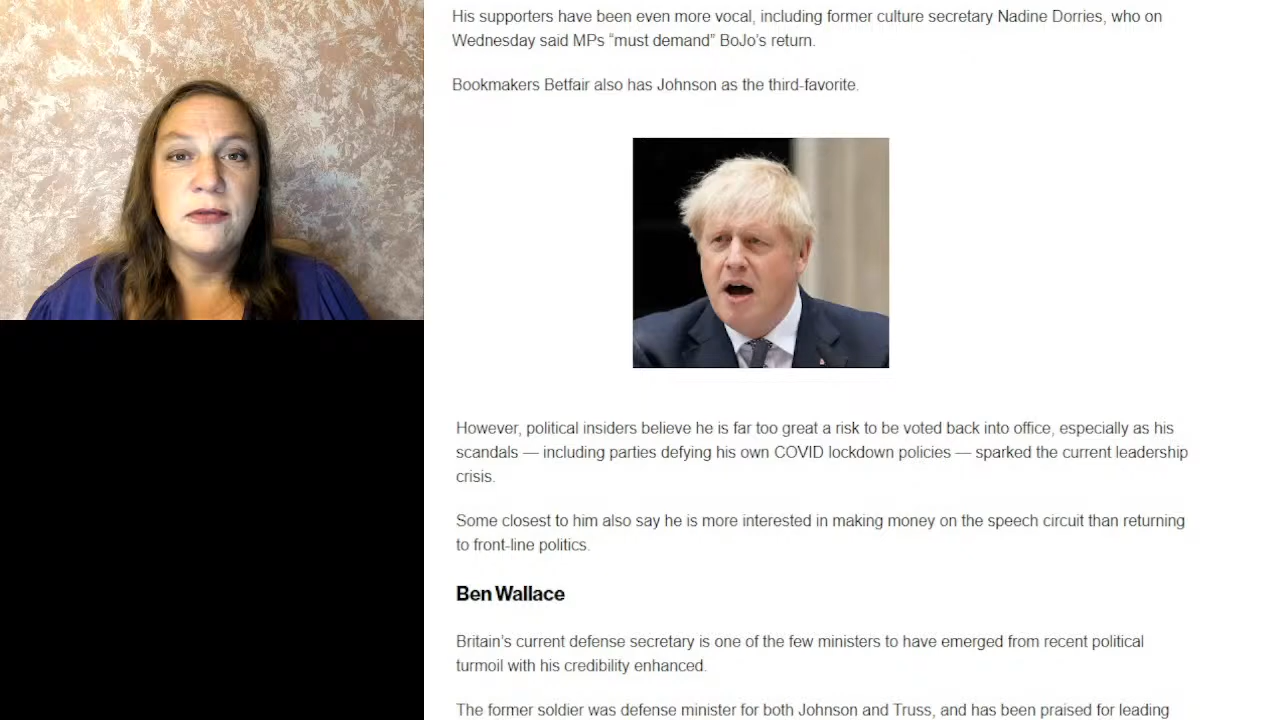 His supporters have been even more vocal, including former culture secretary Nadine Dorries, who on
Wednesday said MPs “must demand” BoJo’s return.
Bookmakers Betfair also has Johnson as the third-favorite.
However, political insiders believe he is far too great a risk to be voted back into office, especially as his
scandals — including parties defying his own COVID lockdown policies — sparked the current leadership
crisis.
Some closest to him also say he is more interested in making money on the speech circuit than returning
to front-line politics.
Ben Wallace
Britain’s current defense secretary is one of the few ministers to have emerged from recent political
turmoil with his credibility enhanced.
The former soldier was defense minister for both Johnson and Truss, and has been praised for leading